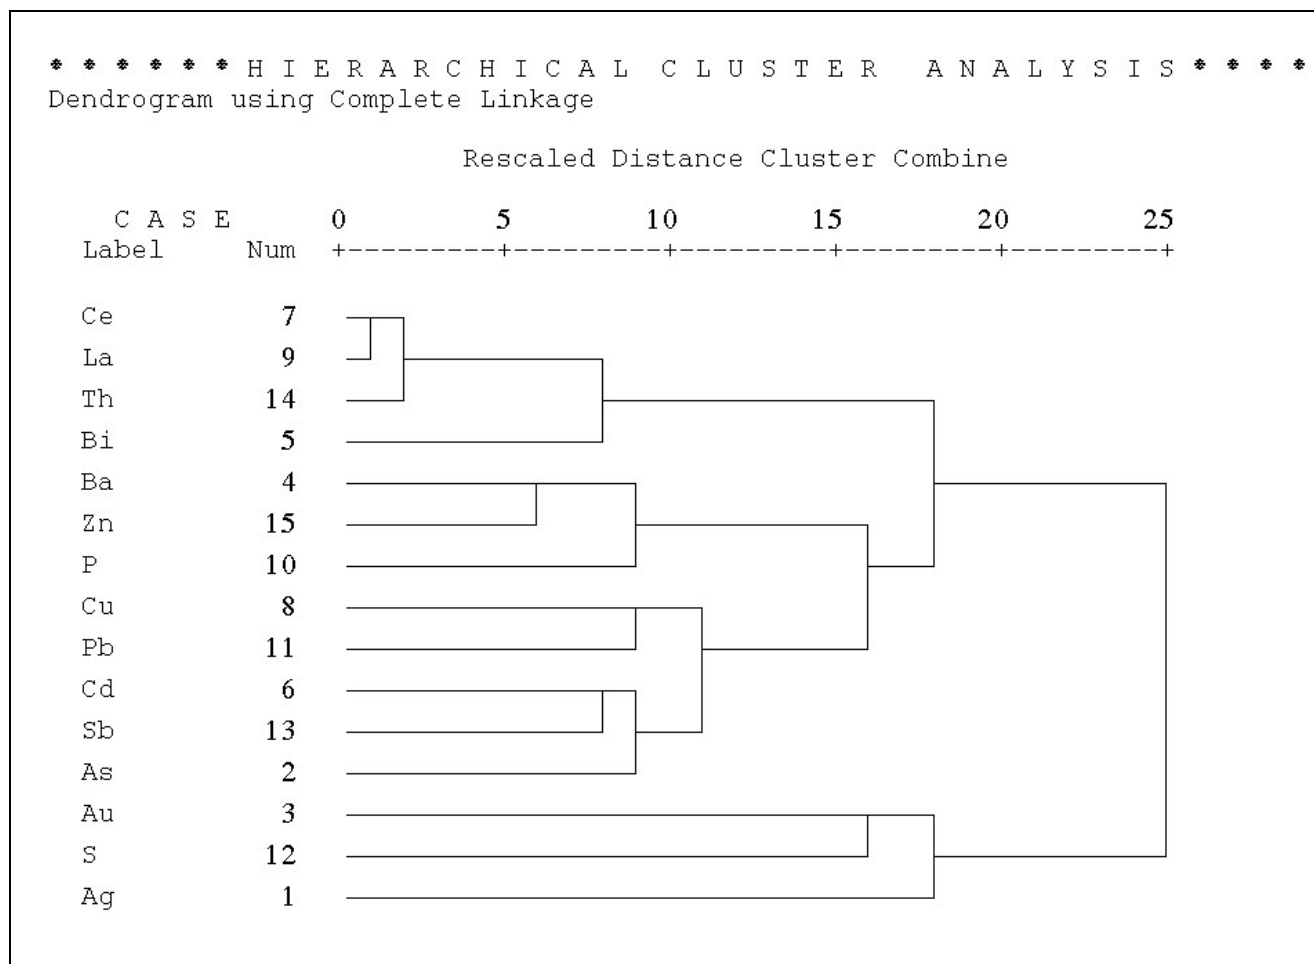 * * * * * * H I E R A R C H I C A L  C L U S T E R  A N A L Y S I S * * * *
Dendrogram using Complete Linkage
Rescaled Distance Cluster Combine
C A S E 0 5 10 15 20 25
Label Num +---------+---------+---------+---------+---------+
Ce 7
La 9
Th 14
Bi 5
Ba 4
Zn 15
P 10
Cu 8
Pb 11
Cd 6
Sb 13
As 2
Au 3
S 12
Ag 1